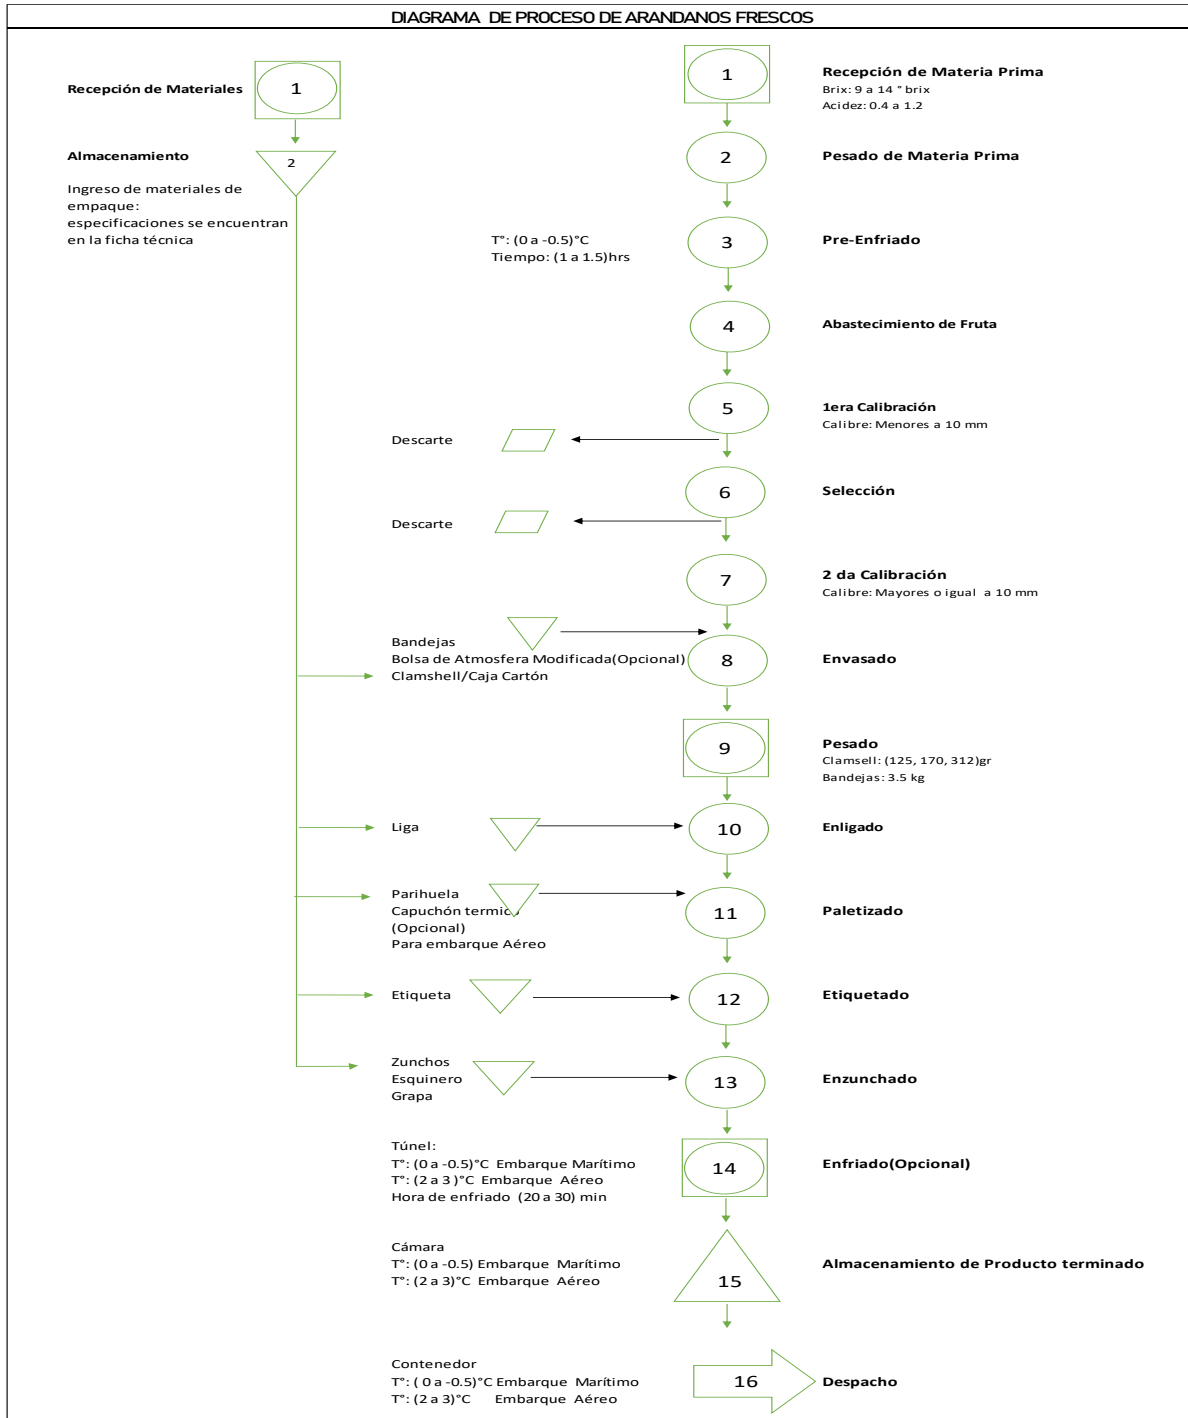 DIAGRAMA DE PROCESO DE ARANDANOS FRESCOS
Recepción de Materiales
1
Almacenamiento
2
Ingreso de materiales de
empaque:
especificaciones se encuentran
en la ficha técnica
1
Recepción de Materia Prima
Brix: 9 a 14 ° brix
Acidez: 0.4 a 1.2
2
Pesado de Materia Prima
T°: (0 a -0.5)°C
Tiempo: (1 a 1.5)hrs
3
Pre-Enfriado
4
Abastecimiento de Fruta
5
1era Calibración
Calibre: Menores a 10 mm
Descarte
6
Selección
Descarte
7
2 da Calibración
Calibre: Mayores o igual a 10 mm
Bandejas
Bolsa de Atmosfera Modificada(Opcional)
Clamshell/Caja Cartón
8
Envasado
9
Pesado
Clamsell: (125, 170, 312)gr
Bandejas: 3.5 kg
Liga
10
Enligado
Parihuela
Capuchón termico
(Opcional)
Para embarque Aéreo
11
Paletizado
Etiqueta
12
Etiquetado
Zunchos
Esquinero
Grapa
13
Enzunchado
Túnel:
T°: (0 a -0.5)°C Embarque Marítimo
T°: (2 a 3 )°C Embarque Aéreo
Hora de enfriado (20 a 30) min
14
Enfriado(Opcional)
Cámara
T°: (0 a -0.5) Embarque Marítimo
T°: (2 a 3)°C Embarque Aéreo
15
Almacenamiento de Producto terminado
Contenedor
T°: ( 0 a -0.5)°C Embarque Marítimo
T°: (2 a 3)°C Embarque Aéreo
16
Despacho